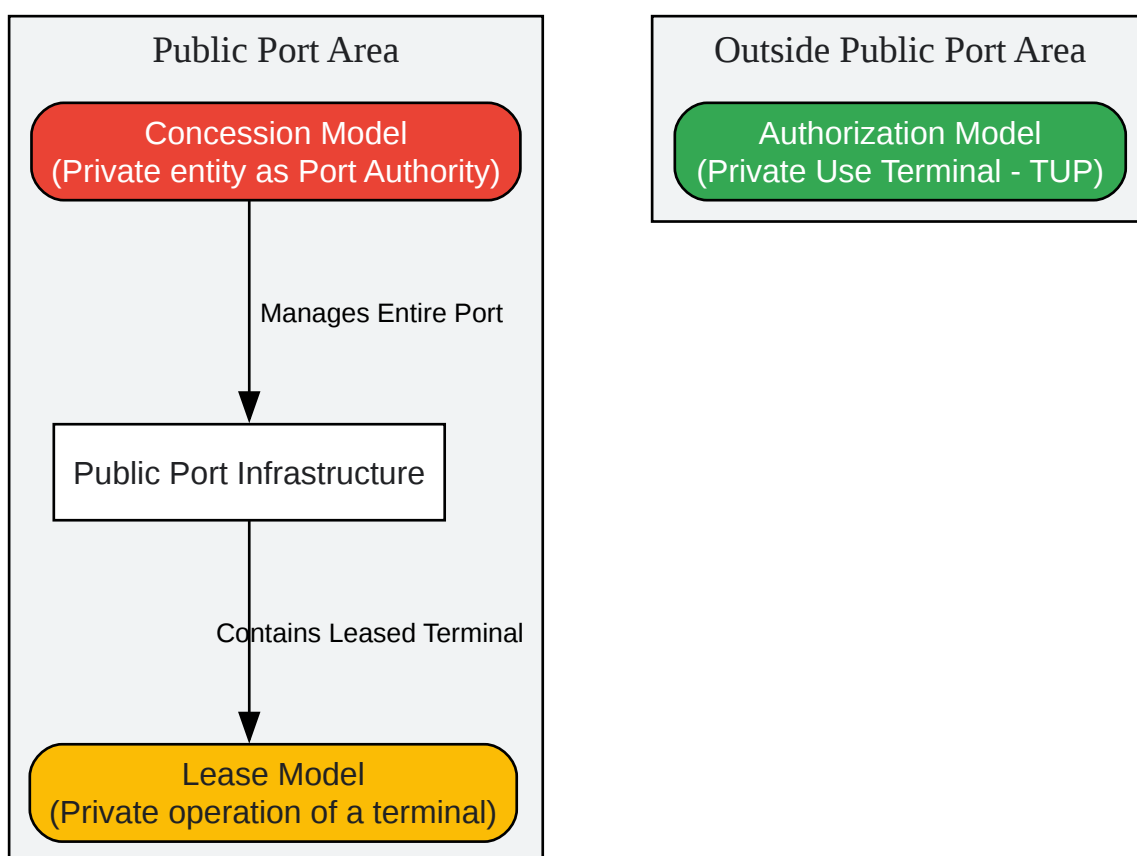 Public Port Area
Concession Model
(Private entity as Port Authority)
Manages Entire Port
Public Port Infrastructure
Contains Leased Terminal
Lease Model
(Private operation of a terminal)
Outside Public Port Area
Authorization Model
(Private Use Terminal - TUP)